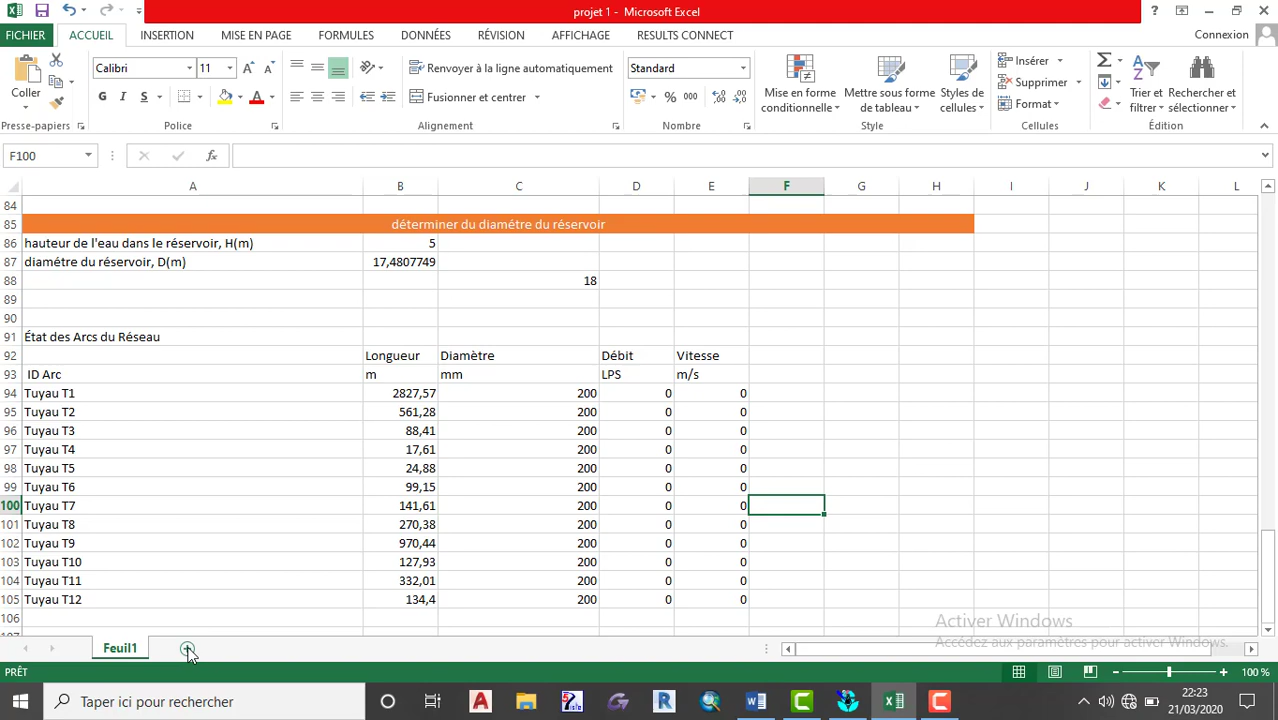 projet 1 - Microsoft Excel
FICHIER ACCUEIL INSERTION MISE EN PAGE FORMULES DONNÉES RÉVISION AFFICHAGE RESULTS CONNECT Connexion
Coller
Calibri 11
G I S
Renvoyer à la ligne automatiquement
Fusionner et centrer
Standard
% 000
Mise en forme conditionnelle
Mettre sous forme de tableau
Styles de cellules
Insérer
Supprimer
Format
Trier et filtrer
Rechercher et sélectionner
Presse-papiers Police Alignement Nombre Style Cellules Édition
F100 fx
A B C D E F G H I J K L
84
85 déterminer du diamétre du réservoir
86 hauteur de l'eau dans le réservoir, H(m) 5
87 diamétre du réservoir, D(m) 17,4807749
88 18
89
90
91 État des Arcs du Réseau
92 Longueur Diamètre Débit Vitesse
93 ID Arc m mm LPS m/s
94 Tuyau T1 2827,57 200 0 0
95 Tuyau T2 561,28 200 0 0
96 Tuyau T3 88,41 200 0 0
97 Tuyau T4 17,61 200 0 0
98 Tuyau T5 24,88 200 0 0
99 Tuyau T6 99,15 200 0 0
100 Tuyau T7 141,61 200 0 0
101 Tuyau T8 270,38 200 0 0
102 Tuyau T9 970,44 200 0 0
103 Tuyau T10 127,93 200 0 0
104 Tuyau T11 332,01 200 0 0
105 Tuyau T12 134,4 200 0 0
106
Activer Windows
Accédez aux paramètres pour activer Windows.
Feuil1
PRÊT 100 %
Taper ici pour rechercher
22:23
21/03/2020